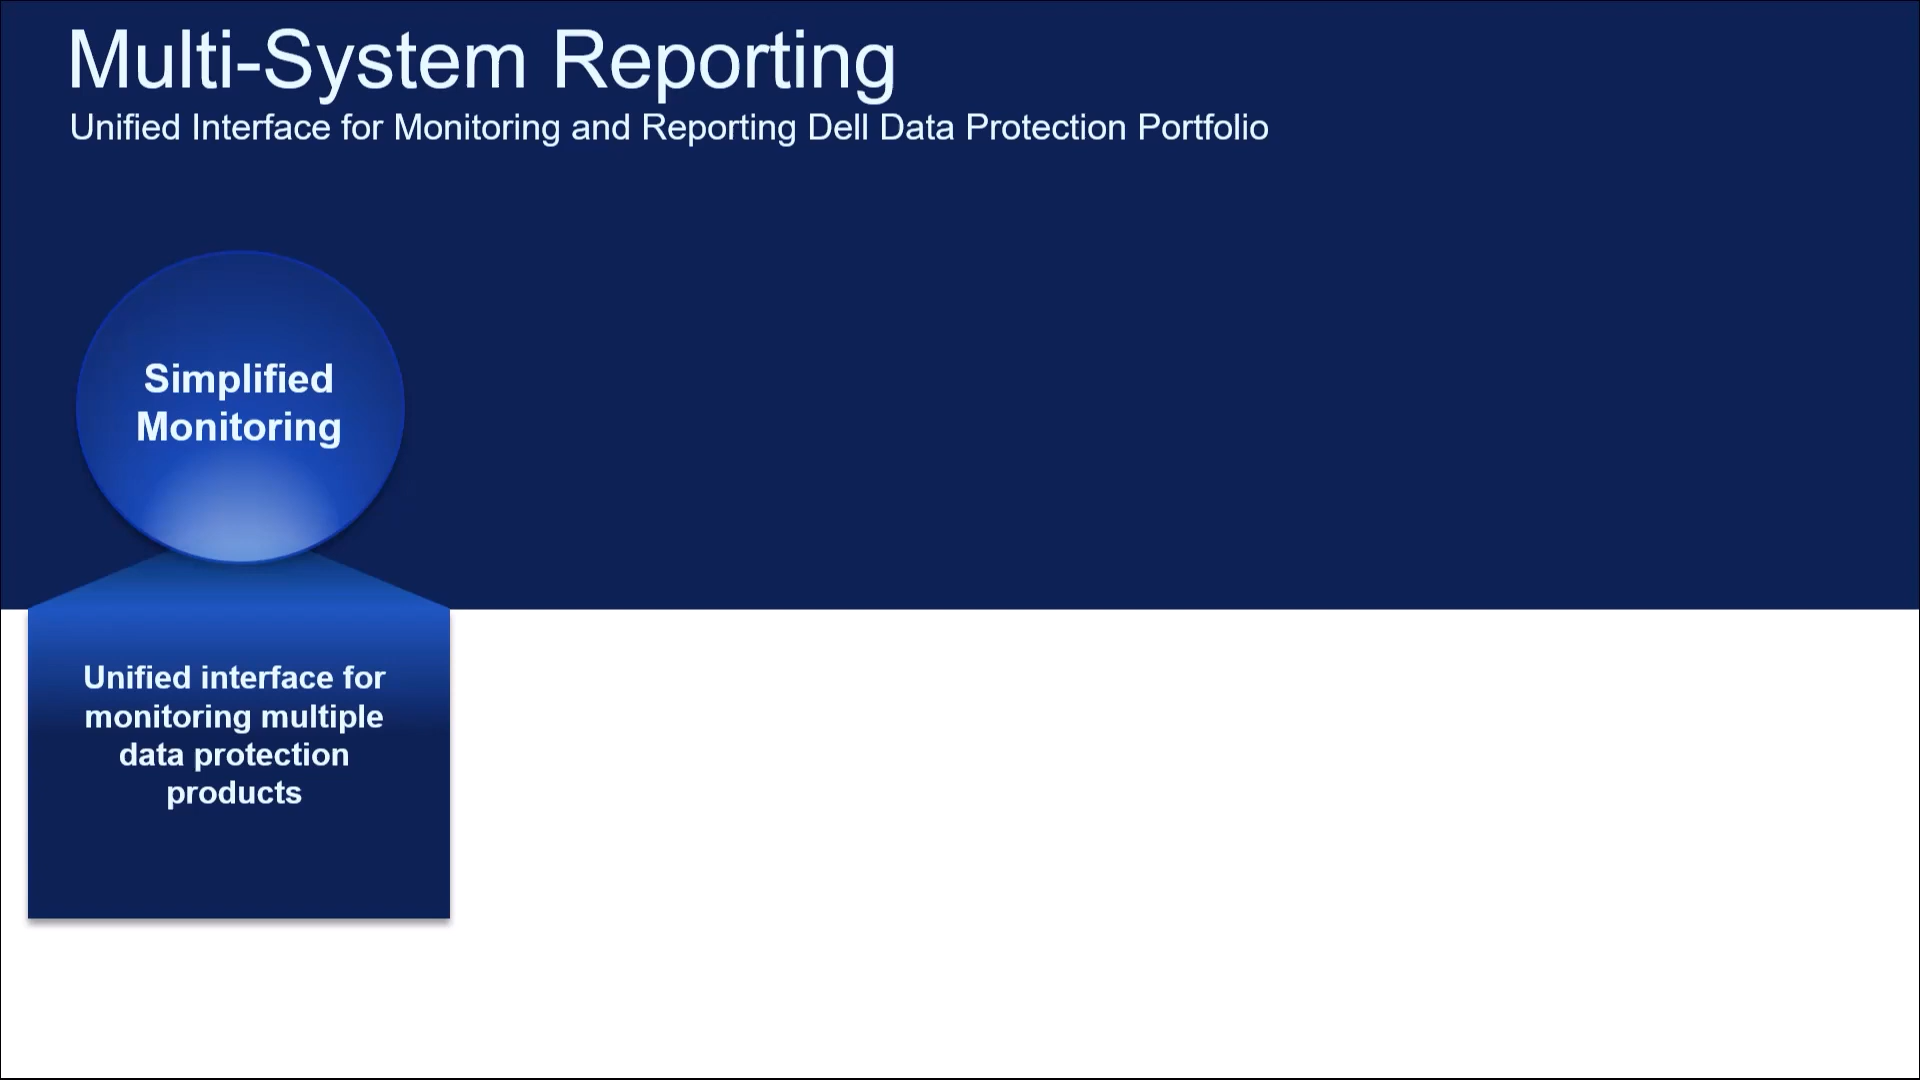 Multi-System Reporting
Unified Interface for Monitoring and Reporting Dell Data Protection Portfolio
Simplified
Monitoring
Unified interface for
monitoring multiple
data protection
products